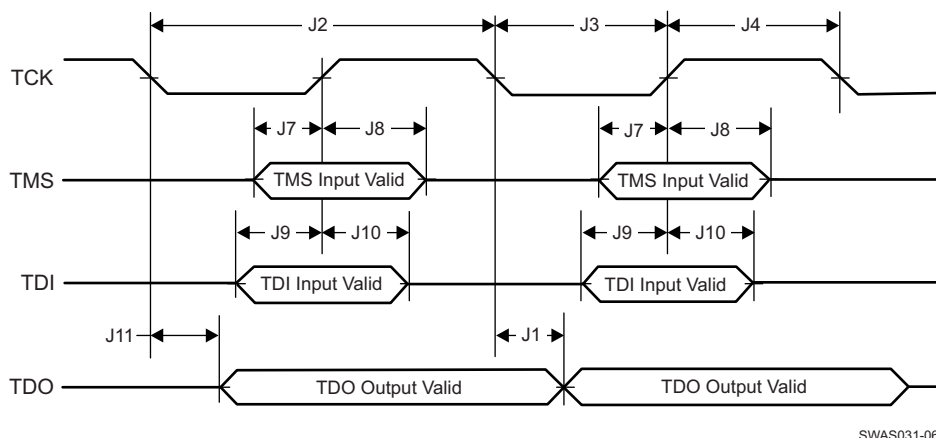 J2 J3 J4
TCK
J7 J8 J7 J8
TMS TMS Input Valid TMS Input Valid
J9 J10 J9 J10
TDI TDI Input Valid TDI Input Valid
J11 J1
TDO TDO Output Valid TDO Output Valid